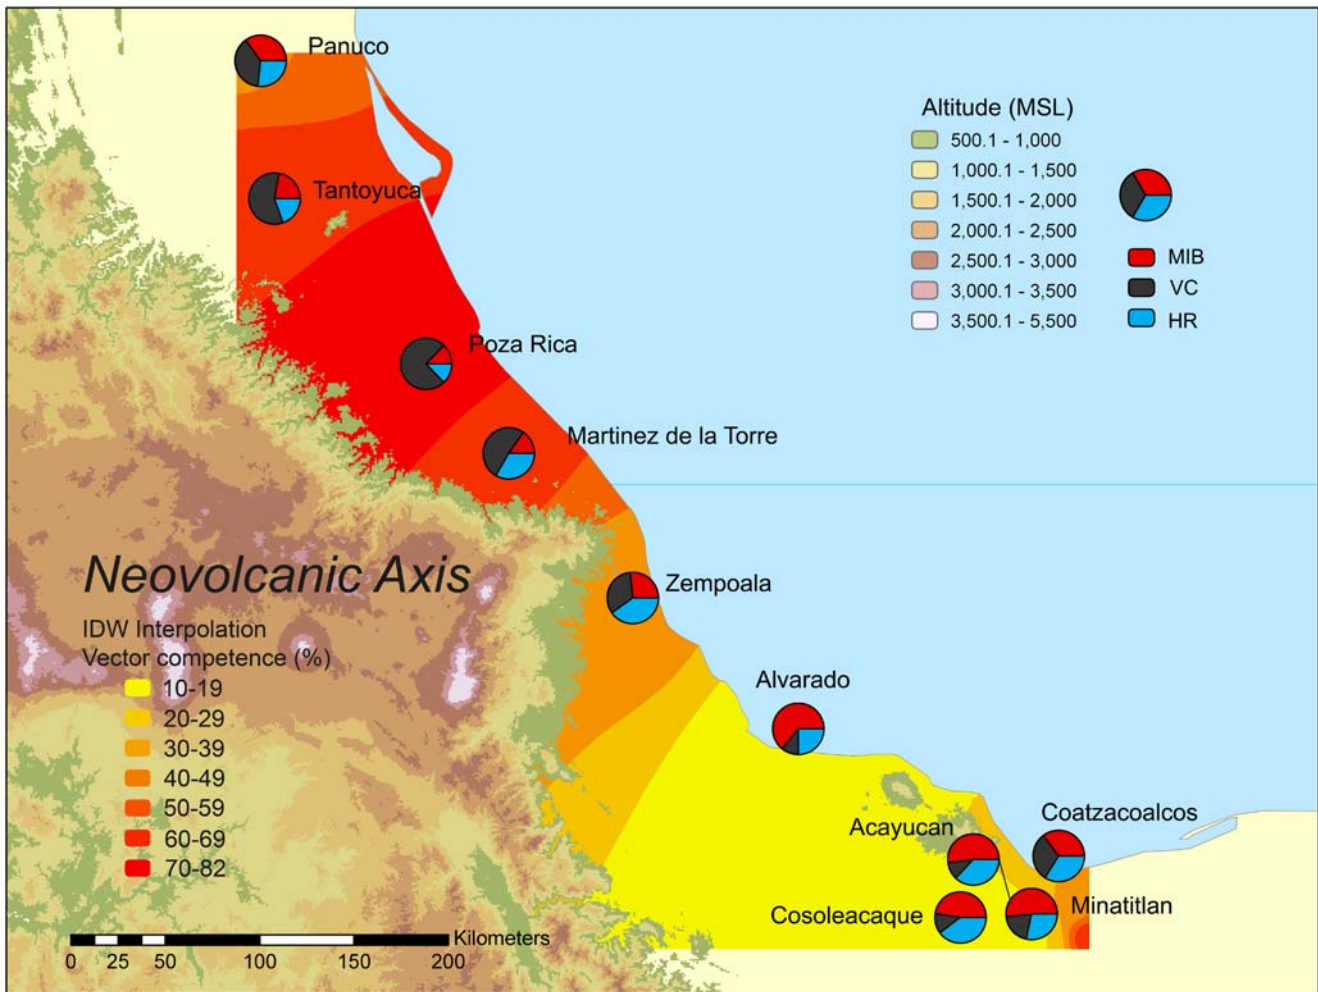 Panuco
Altitude (MSL)
500.1 - 1,000
1,000.1 - 1,500
1,500.1 - 2,000
2,000.1 - 2,500
2,500.1 - 3,000
3,000.1 - 3,500
3,500.1 - 5,500
MIB
VC
HR
Tantoyuca
Poza Rica
Martinez de la Torre
Neovolcanic Axis
Zempoala
IDW Interpolation
Vector competence (%)
10-19
20-29
30-39
40-49
50-59
60-69
70-82
Alvarado
Coatzacoalcos
Acayucan
Cosoleacaque
Minatitlan
Kilometers
0 25 50 100 150 200